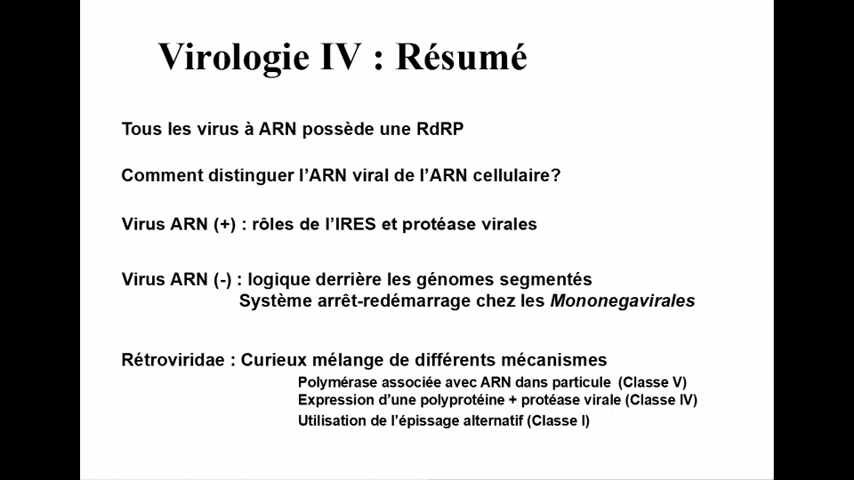 Virologie IV : Résumé
Tous les virus à ARN possède une RdRP
Comment distinguer l'ARN viral de l'ARN cellulaire?
Virus ARN (+) : rôles de l'IRES et protéase virales
Virus ARN (-) : logique derrière les génomes segmentés
Système arrêt-redémarrage chez les Mononegavirales
Rétroviridae : Curieux mélange de différents mécanismes
Polymérase associée avec ARN dans particule (Classe V)
Expression d'une polyprotéine + protéase virale (Classe IV)
Utilisation de l'épissage alternatif (Classe I)